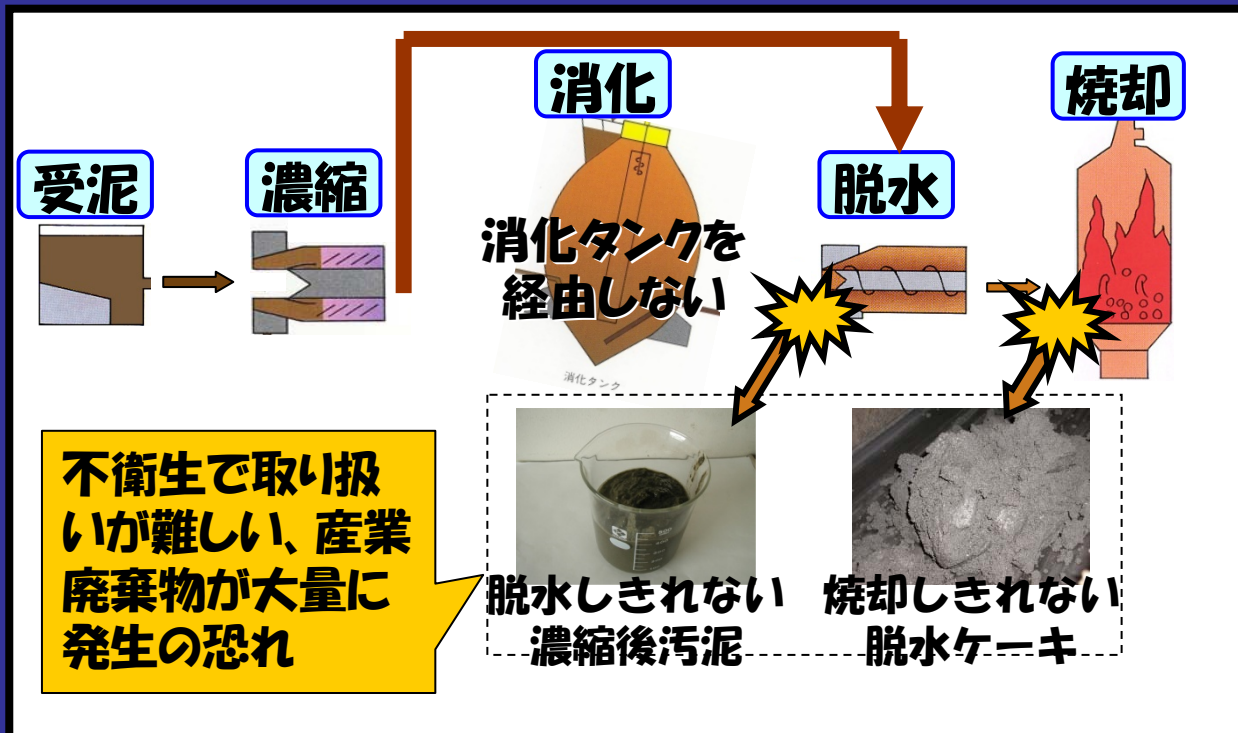 消化
焼却
受泥
濃縮
脱水
消化タンクを
経由しない
消化タンク
不衛生で取り扱
いが難しい、産業
廃棄物が大量に
発生の恐れ
脱水しきれない
濃縮後汚泥
焼却しきれない
脱水ケーキ